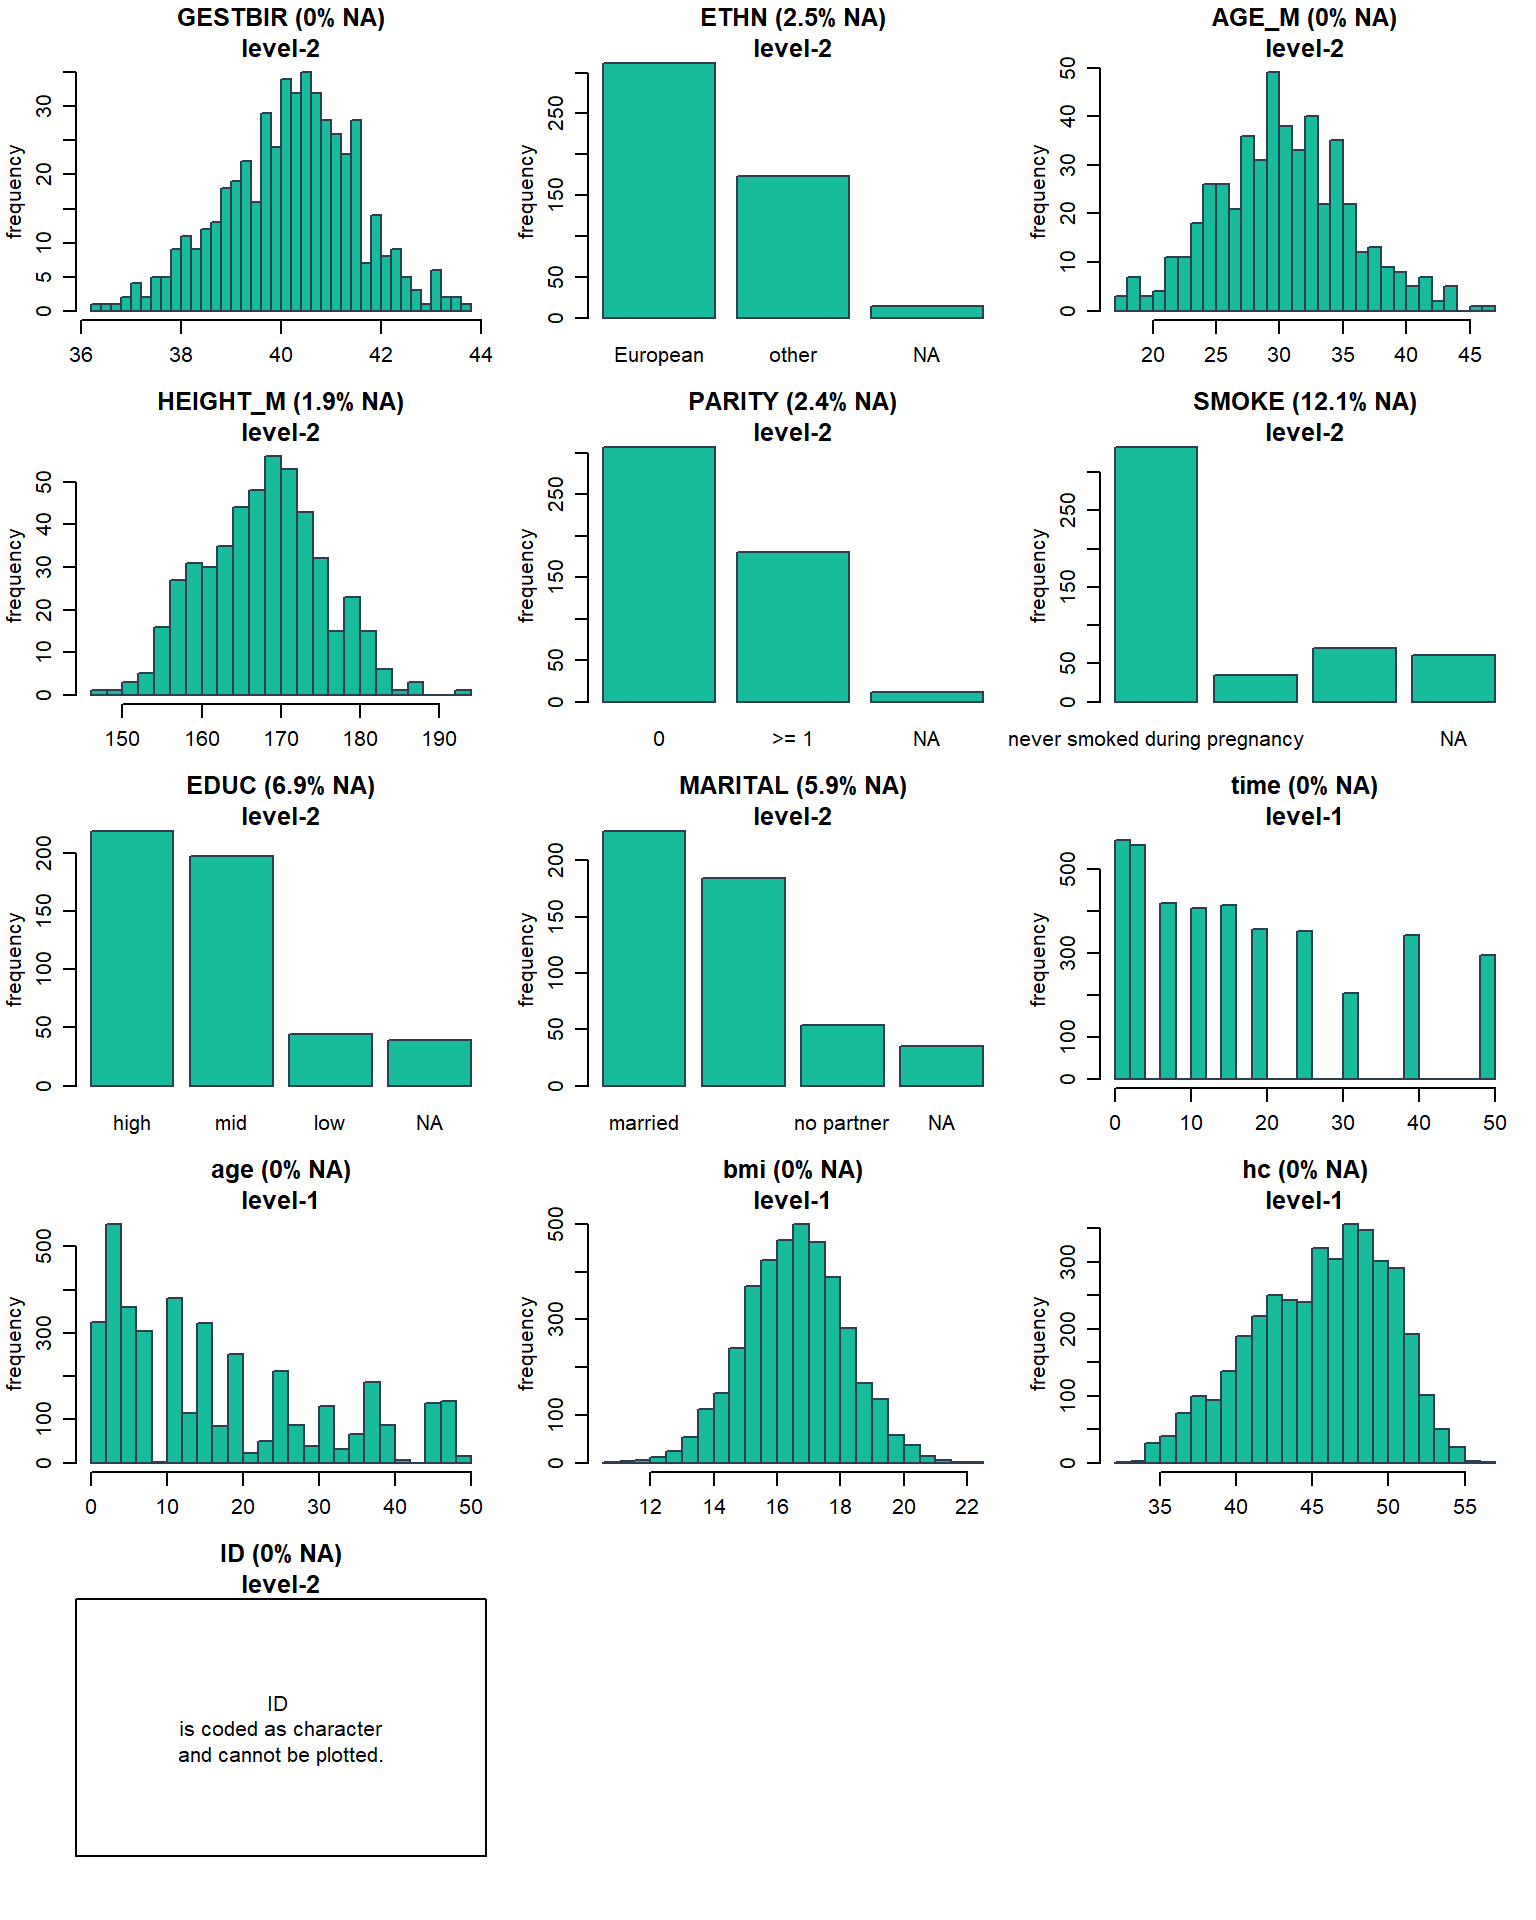 GESTBIR (0% NA)
level-2
frequency
0
5
10
20
30
36
38
40
42
44
ETHN (2.5% NA)
level-2
frequency
0
50
150
250
European
other
NA
AGE_M (0% NA)
level-2
frequency
0
10
20
30
40
50
20
25
30
35
40
45
HEIGHT_M (1.9% NA)
level-2
frequency
0
10
20
30
40
50
150
160
170
180
190
PARITY (2.4% NA)
level-2
frequency
0
50
150
250
0
>= 1
NA
SMOKE (12.1% NA)
level-2
frequency
0
50
150
250
never smoked during pregnancy
NA
EDUC (6.9% NA)
level-2
frequency
0
50
100
150
200
high
mid
low
NA
MARITAL (5.9% NA)
level-2
frequency
0
50
100
150
200
married
no partner
NA
time (0% NA)
level-1
frequency
0
100
300
500
0
10
20
30
40
50
age (0% NA)
level-1
frequency
0
100
300
500
0
10
20
30
40
50
bmi (0% NA)
level-1
frequency
0
100
300
500
12
14
16
18
20
22
hc (0% NA)
level-1
frequency
0
100
200
300
35
40
45
50
55
ID (0% NA)
level-2
ID
is coded as character
and cannot be plotted.